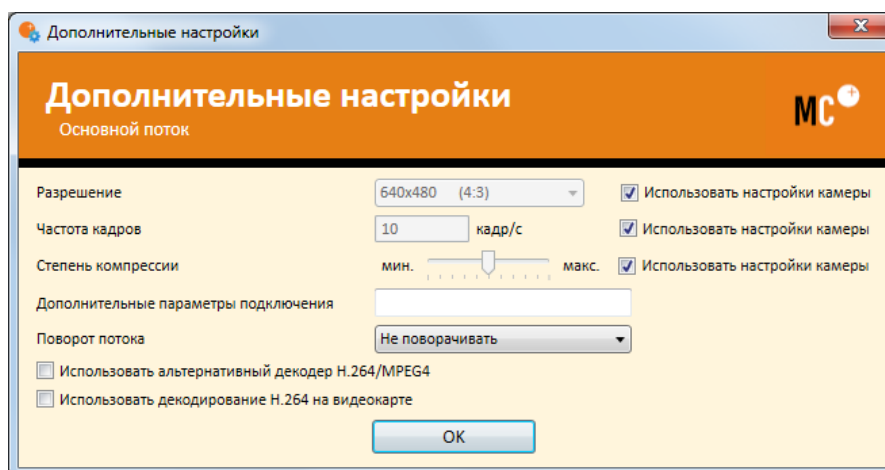 Дополнительные настройки
Дополнительные настройки
Основной поток
MC
Разрешение 640x480 (4:3) Использовать настройки камеры
Частота кадров 10 кадр/с Использовать настройки камеры
Степень компрессии мин. макс. Использовать настройки камеры
Дополнительные параметры подключения
Поворот потока Не поворачивать
Использовать альтернативный декодер H.264/MPEG4
Использовать декодирование H.264 на видеокарте
OK